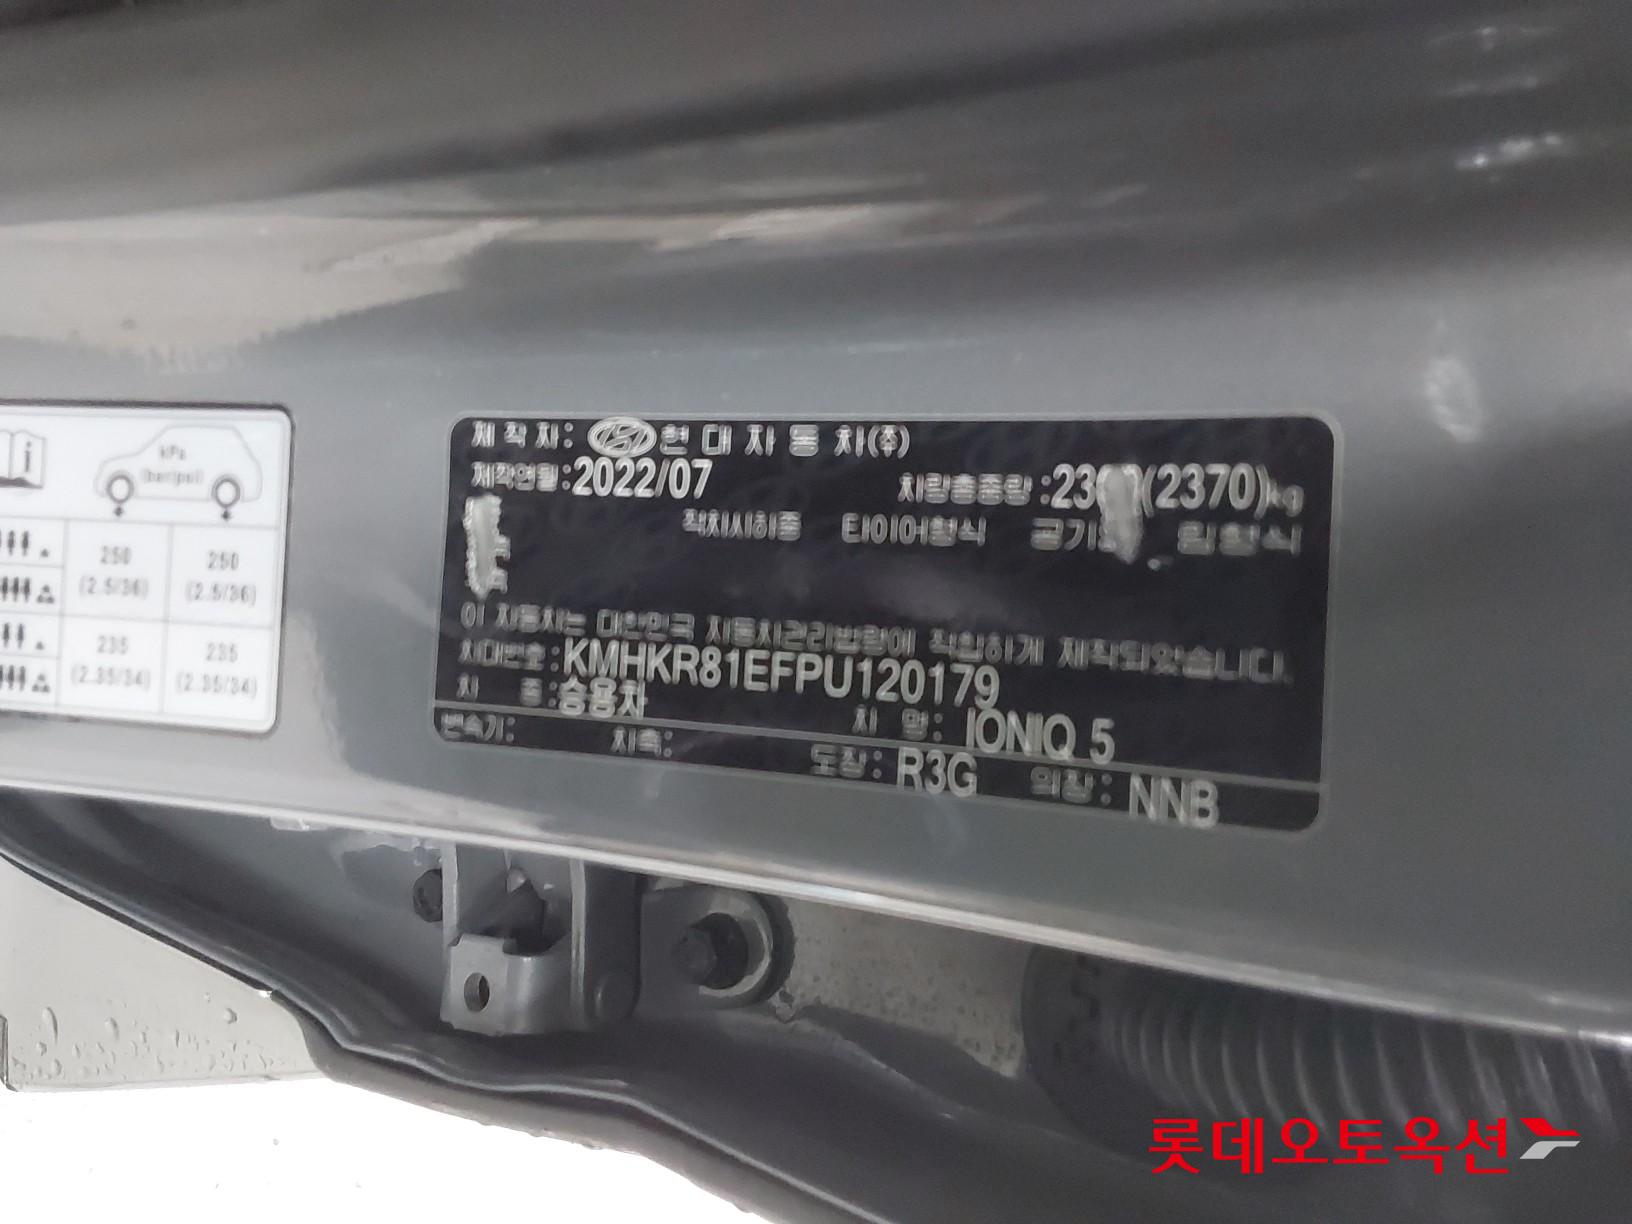 제작자: 현대자동차(주)
제작연월:2022/07 차량총중량:23 (2370)kg
적차시하중 타이어형식 공기 림형식
이 자동차는 대한민국 자동차관리법령에 적합하게 제작되었습니다.
차대번호:KMHKR81EFPU120179
차 종:승용차 차 명: IONIQ 5
변속기: 차축: 도장: R3G 의장: NNB
i kPa (bar/psi)
250 (2.5/36) 250 (2.5/36)
235 (2.35/34) 235 (2.35/34)
롯데오토옥션